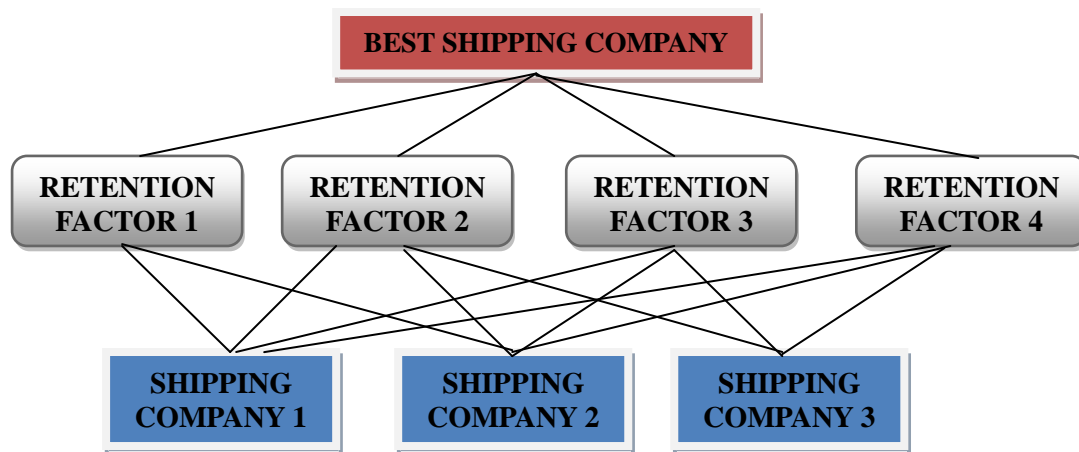 BEST SHIPPING COMPANY
RETENTION
FACTOR 1
RETENTION
FACTOR 2
RETENTION
FACTOR 3
RETENTION
FACTOR 4
SHIPPING
COMPANY 1
SHIPPING
COMPANY 2
SHIPPING
COMPANY 3